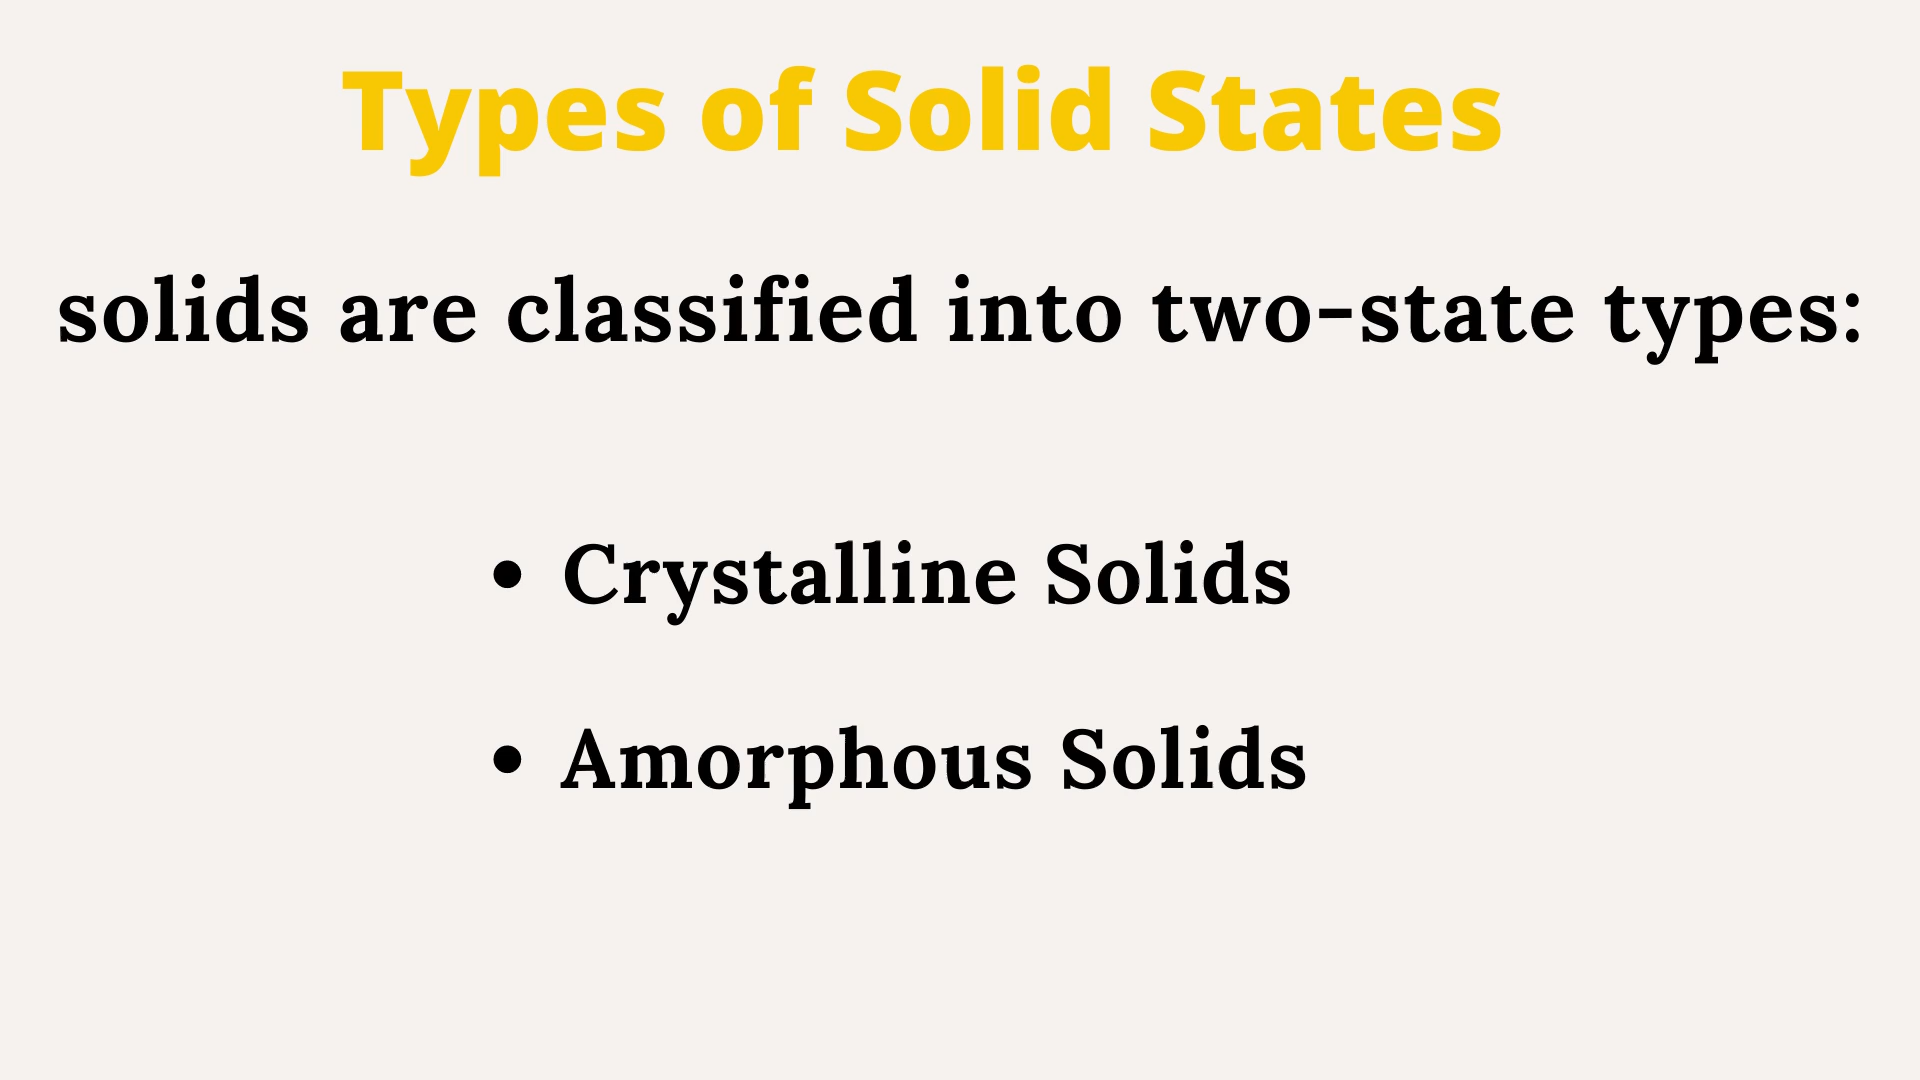 Types of Solid States
solids are classified into two-state types:
• Crystalline Solids
• Amorphous Solids